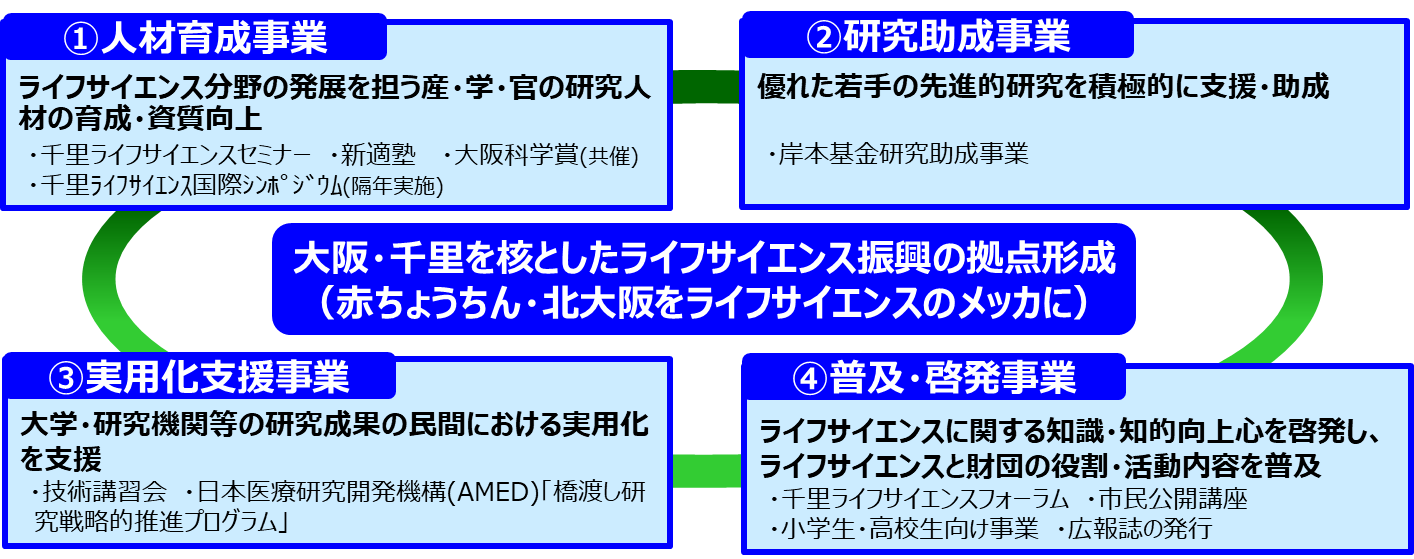 ①人材育成事業
ライフサイエンス分野の発展を担う産・学・官の研究人
材の育成・資質向上
・千里ライフサイエンスセミナー ・新適塾 ・大阪科学賞(共催)
・千里ﾗｲﾌｻｲｴﾝｽ国際ｼﾝﾎﾟｼﾞｳﾑ(隔年実施)
②研究助成事業
優れた若手の先進的研究を積極的に支援・助成
・岸本基金研究助成事業
大阪・千里を核としたライフサイエンス振興の拠点形成
（赤ちょうちん・北大阪をライフサイエンスのメッカに）
③実用化支援事業
大学・研究機関等の研究成果の民間における実用化
を支援
・技術講習会 ・日本医療研究開発機構(AMED)「橋渡し研
究戦略的推進プログラム」
④普及・啓発事業
ライフサイエンスに関する知識・知的向上心を啓発し、
ライフサイエンスと財団の役割・活動内容を普及
・千里ライフサイエンスフォーラム ・市民公開講座
・小学生・高校生向け事業 ・広報誌の発行